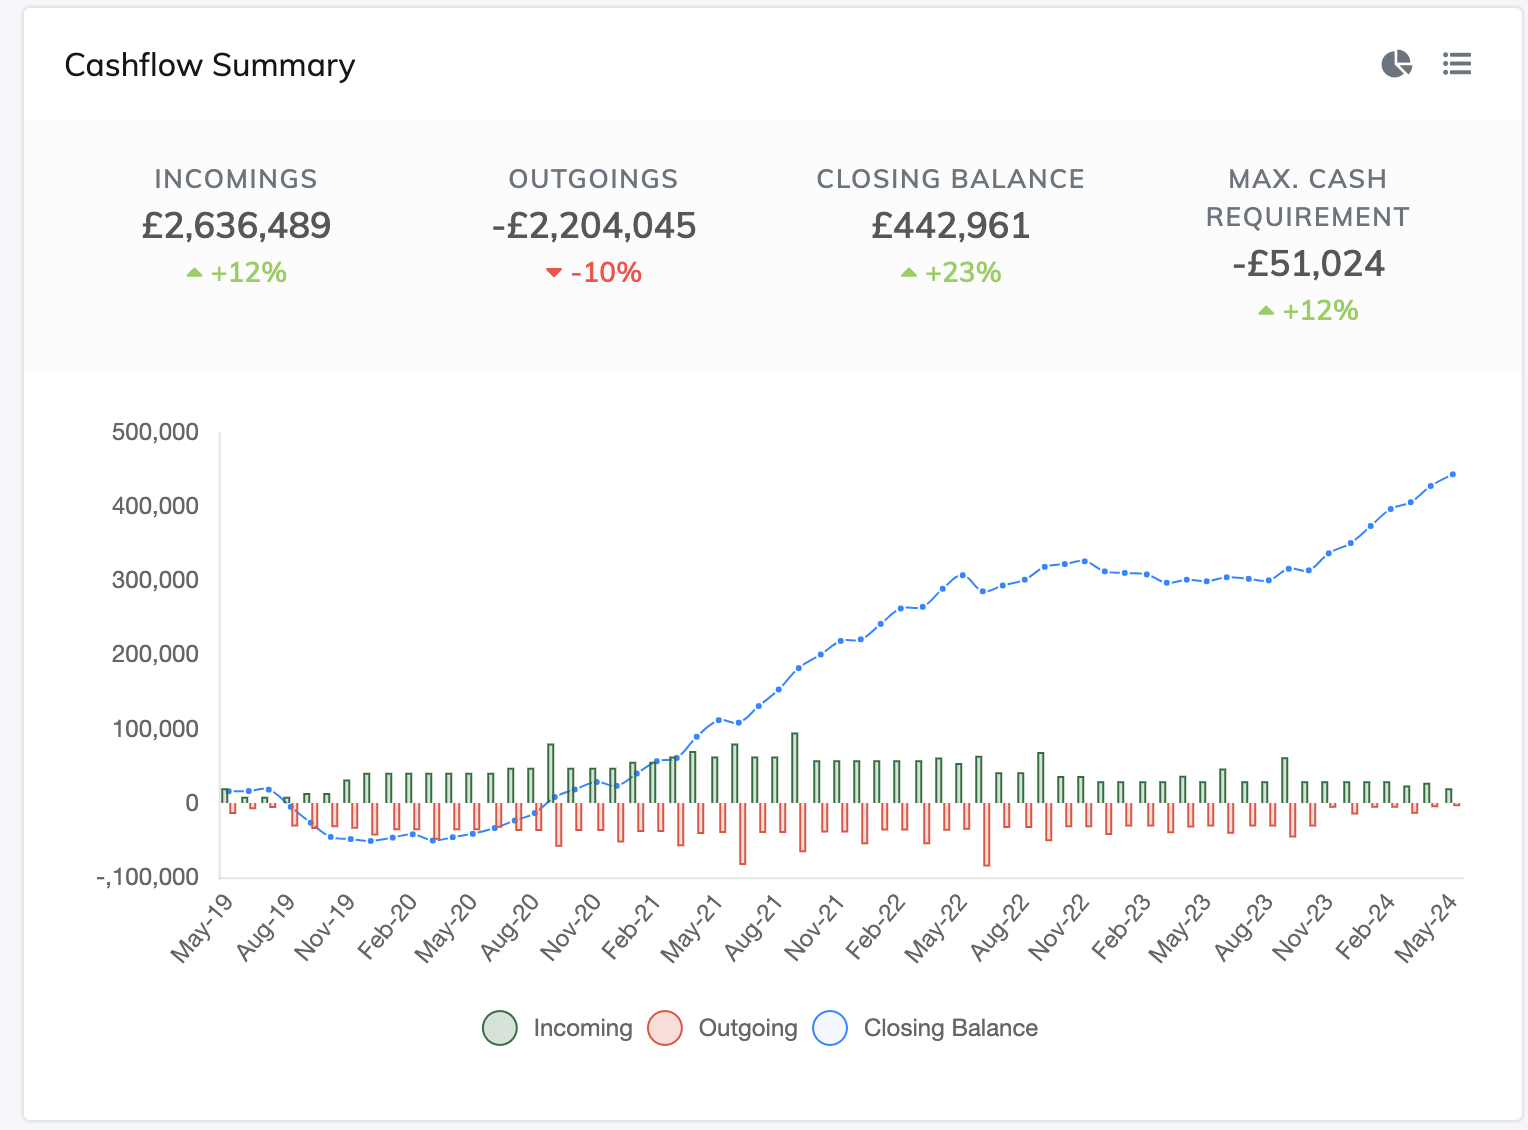 Cashflow Summary
INCOMINGS
£2,636,489
+12%
OUTGOINGS
-£2,204,045
-10%
CLOSING BALANCE
£442,961
+23%
MAX. CASH
REQUIREMENT
-£51,024
+12%
500,000
400,000
300,000
200,000
100,000
0
-,100,000
May-19
Aug-19
Nov-19
Feb-20
May-20
Aug-20
Nov-20
Feb-21
May-21
Aug-21
Nov-21
Feb-22
May-22
Aug-22
Nov-22
Feb-23
May-23
Aug-23
Nov-23
Feb-24
May-24
Incoming
Outgoing
Closing Balance